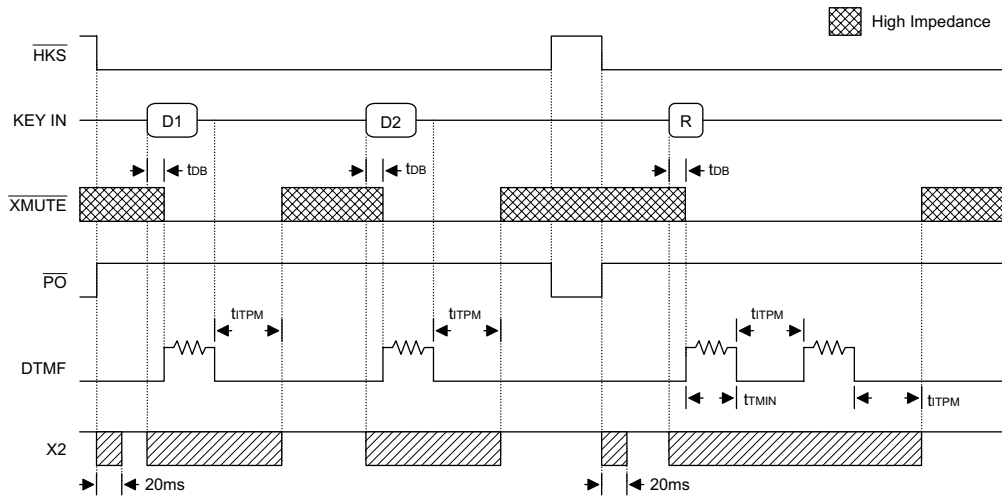 High Impedance
HKS
KEY IN D1 D2 R
tDB tDB tDB
XMUTE
PO
tITPM tITPM tITPM
DTMF
tTMIN tITPM
X2
20ms 20ms